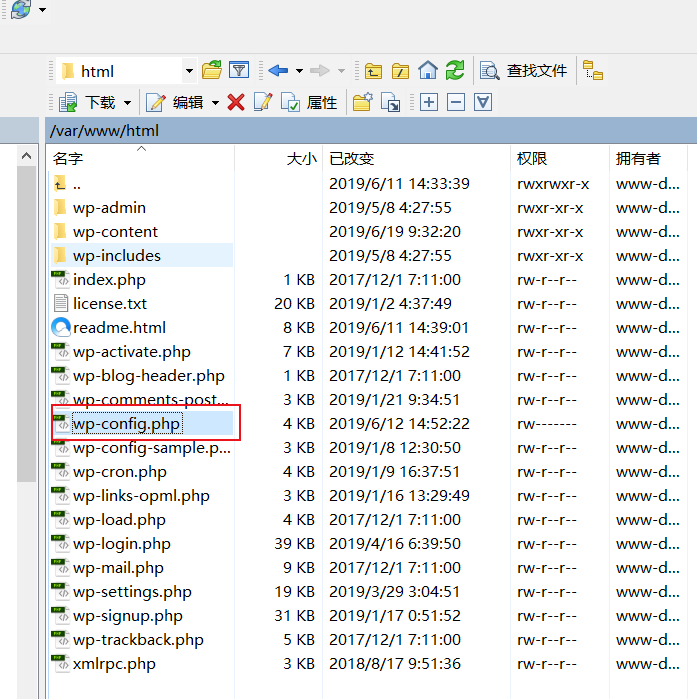 html 查找文件
下载 编辑 属性
/var/www/html
名字 大小 已改变 权限 拥有者
.. 2019/6/11 14:33:39 rwxrwxr-x www-d...
wp-admin 2019/5/8 4:27:55 rwxr-xr-x www-d...
wp-content 2019/6/19 9:32:20 rwxr-xr-x www-d...
wp-includes 2019/5/8 4:27:55 rwxr-xr-x www-d...
index.php 1 KB 2017/12/1 7:11:00 rw-r--r-- www-d...
license.txt 20 KB 2019/1/2 4:37:49 rw-r--r-- www-d...
readme.html 8 KB 2019/6/11 14:39:01 rw-r--r-- www-d...
wp-activate.php 7 KB 2019/1/12 14:41:52 rw-r--r-- www-d...
wp-blog-header.php 1 KB 2017/12/1 7:11:00 rw-r--r-- www-d...
wp-comments-post... 3 KB 2019/1/21 9:34:51 rw-r--r-- www-d...
wp-config.php 4 KB 2019/6/12 14:52:22 rw------- www-d...
wp-config-sample.p... 3 KB 2019/1/8 12:30:50 rw-r--r-- www-d...
wp-cron.php 4 KB 2019/1/9 16:37:51 rw-r--r-- www-d...
wp-links-opml.php 3 KB 2019/1/16 13:29:49 rw-r--r-- www-d...
wp-load.php 4 KB 2017/12/1 7:11:00 rw-r--r-- www-d...
wp-login.php 39 KB 2019/4/16 6:39:50 rw-r--r-- www-d...
wp-mail.php 9 KB 2017/12/1 7:11:00 rw-r--r-- www-d...
wp-settings.php 19 KB 2019/3/29 3:04:51 rw-r--r-- www-d...
wp-signup.php 31 KB 2019/1/17 0:51:52 rw-r--r-- www-d...
wp-trackback.php 5 KB 2017/12/1 7:11:00 rw-r--r-- www-d...
xmlrpc.php 3 KB 2018/8/17 9:51:36 rw-r--r-- www-d...